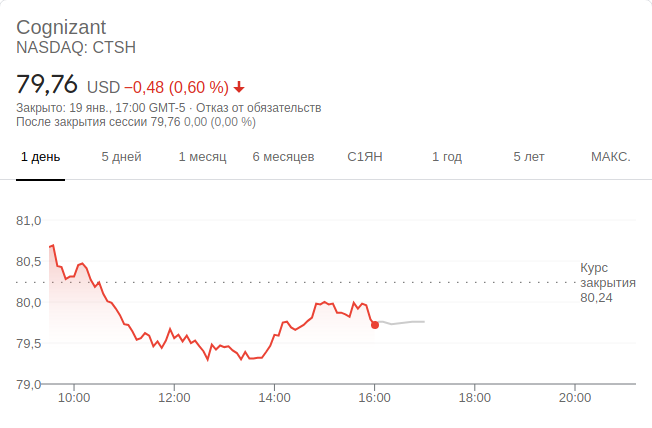 Cognizant
NASDAQ: CTSH
79,76 USD −0,48 (0,60 %)
Закрыто: 19 янв., 17:00 GMT-5 · Отказ от обязательств
После закрытия сессии 79,76 0,00 (0,00 %)
1 день 5 дней 1 месяц 6 месяцев С1ЯН 1 год 5 лет МАКС.
81,0
80,5
80,0
79,5
79,0
Курс
закрытия
80,24
10:00 12:00 14:00 16:00 18:00 20:00